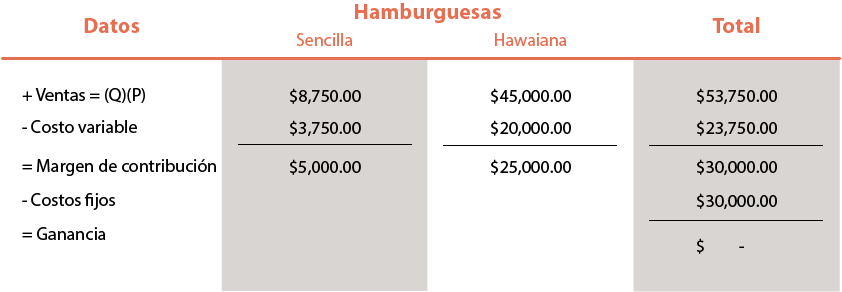 Datos Hamburguesas Total
Sencilla Hawaiana
+ Ventas = (Q)(P) $8,750.00 $45,000.00 $53,750.00
- Costo variable $3,750.00 $20,000.00 $23,750.00
= Margen de contribución $5,000.00 $25,000.00 $30,000.00
- Costos fijos $30,000.00
= Ganancia $ -